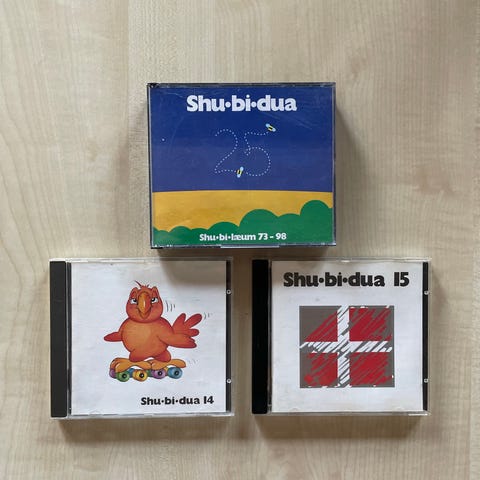 Shu•bi•dua
25
Shu•bi•læum 73 – 98
Shu•bi•dua 14
Shu•bi•dua 15